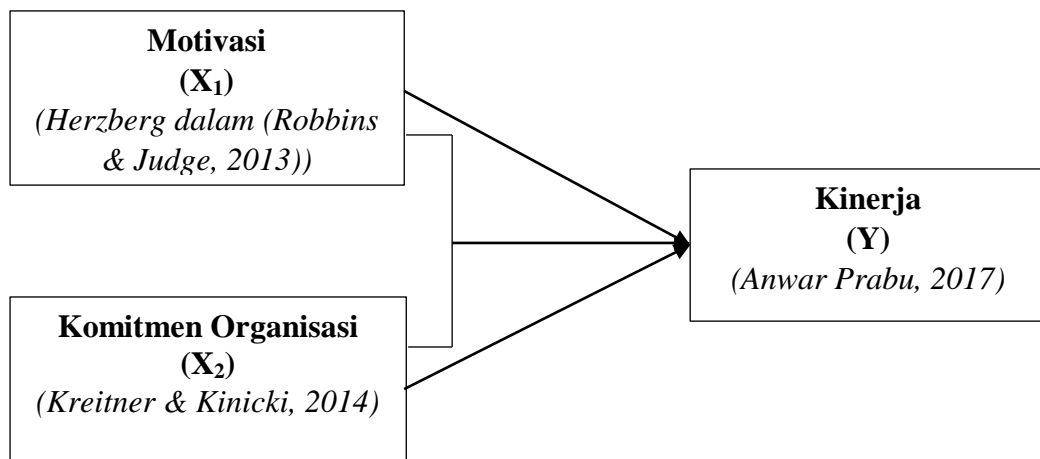 Motivasi
(X₁)
(Herzberg dalam (Robbins
& Judge, 2013))
Kinerja
(Y)
(Anwar Prabu, 2017)
Komitmen Organisasi
(X₂)
(Kreitner & Kinicki, 2014)